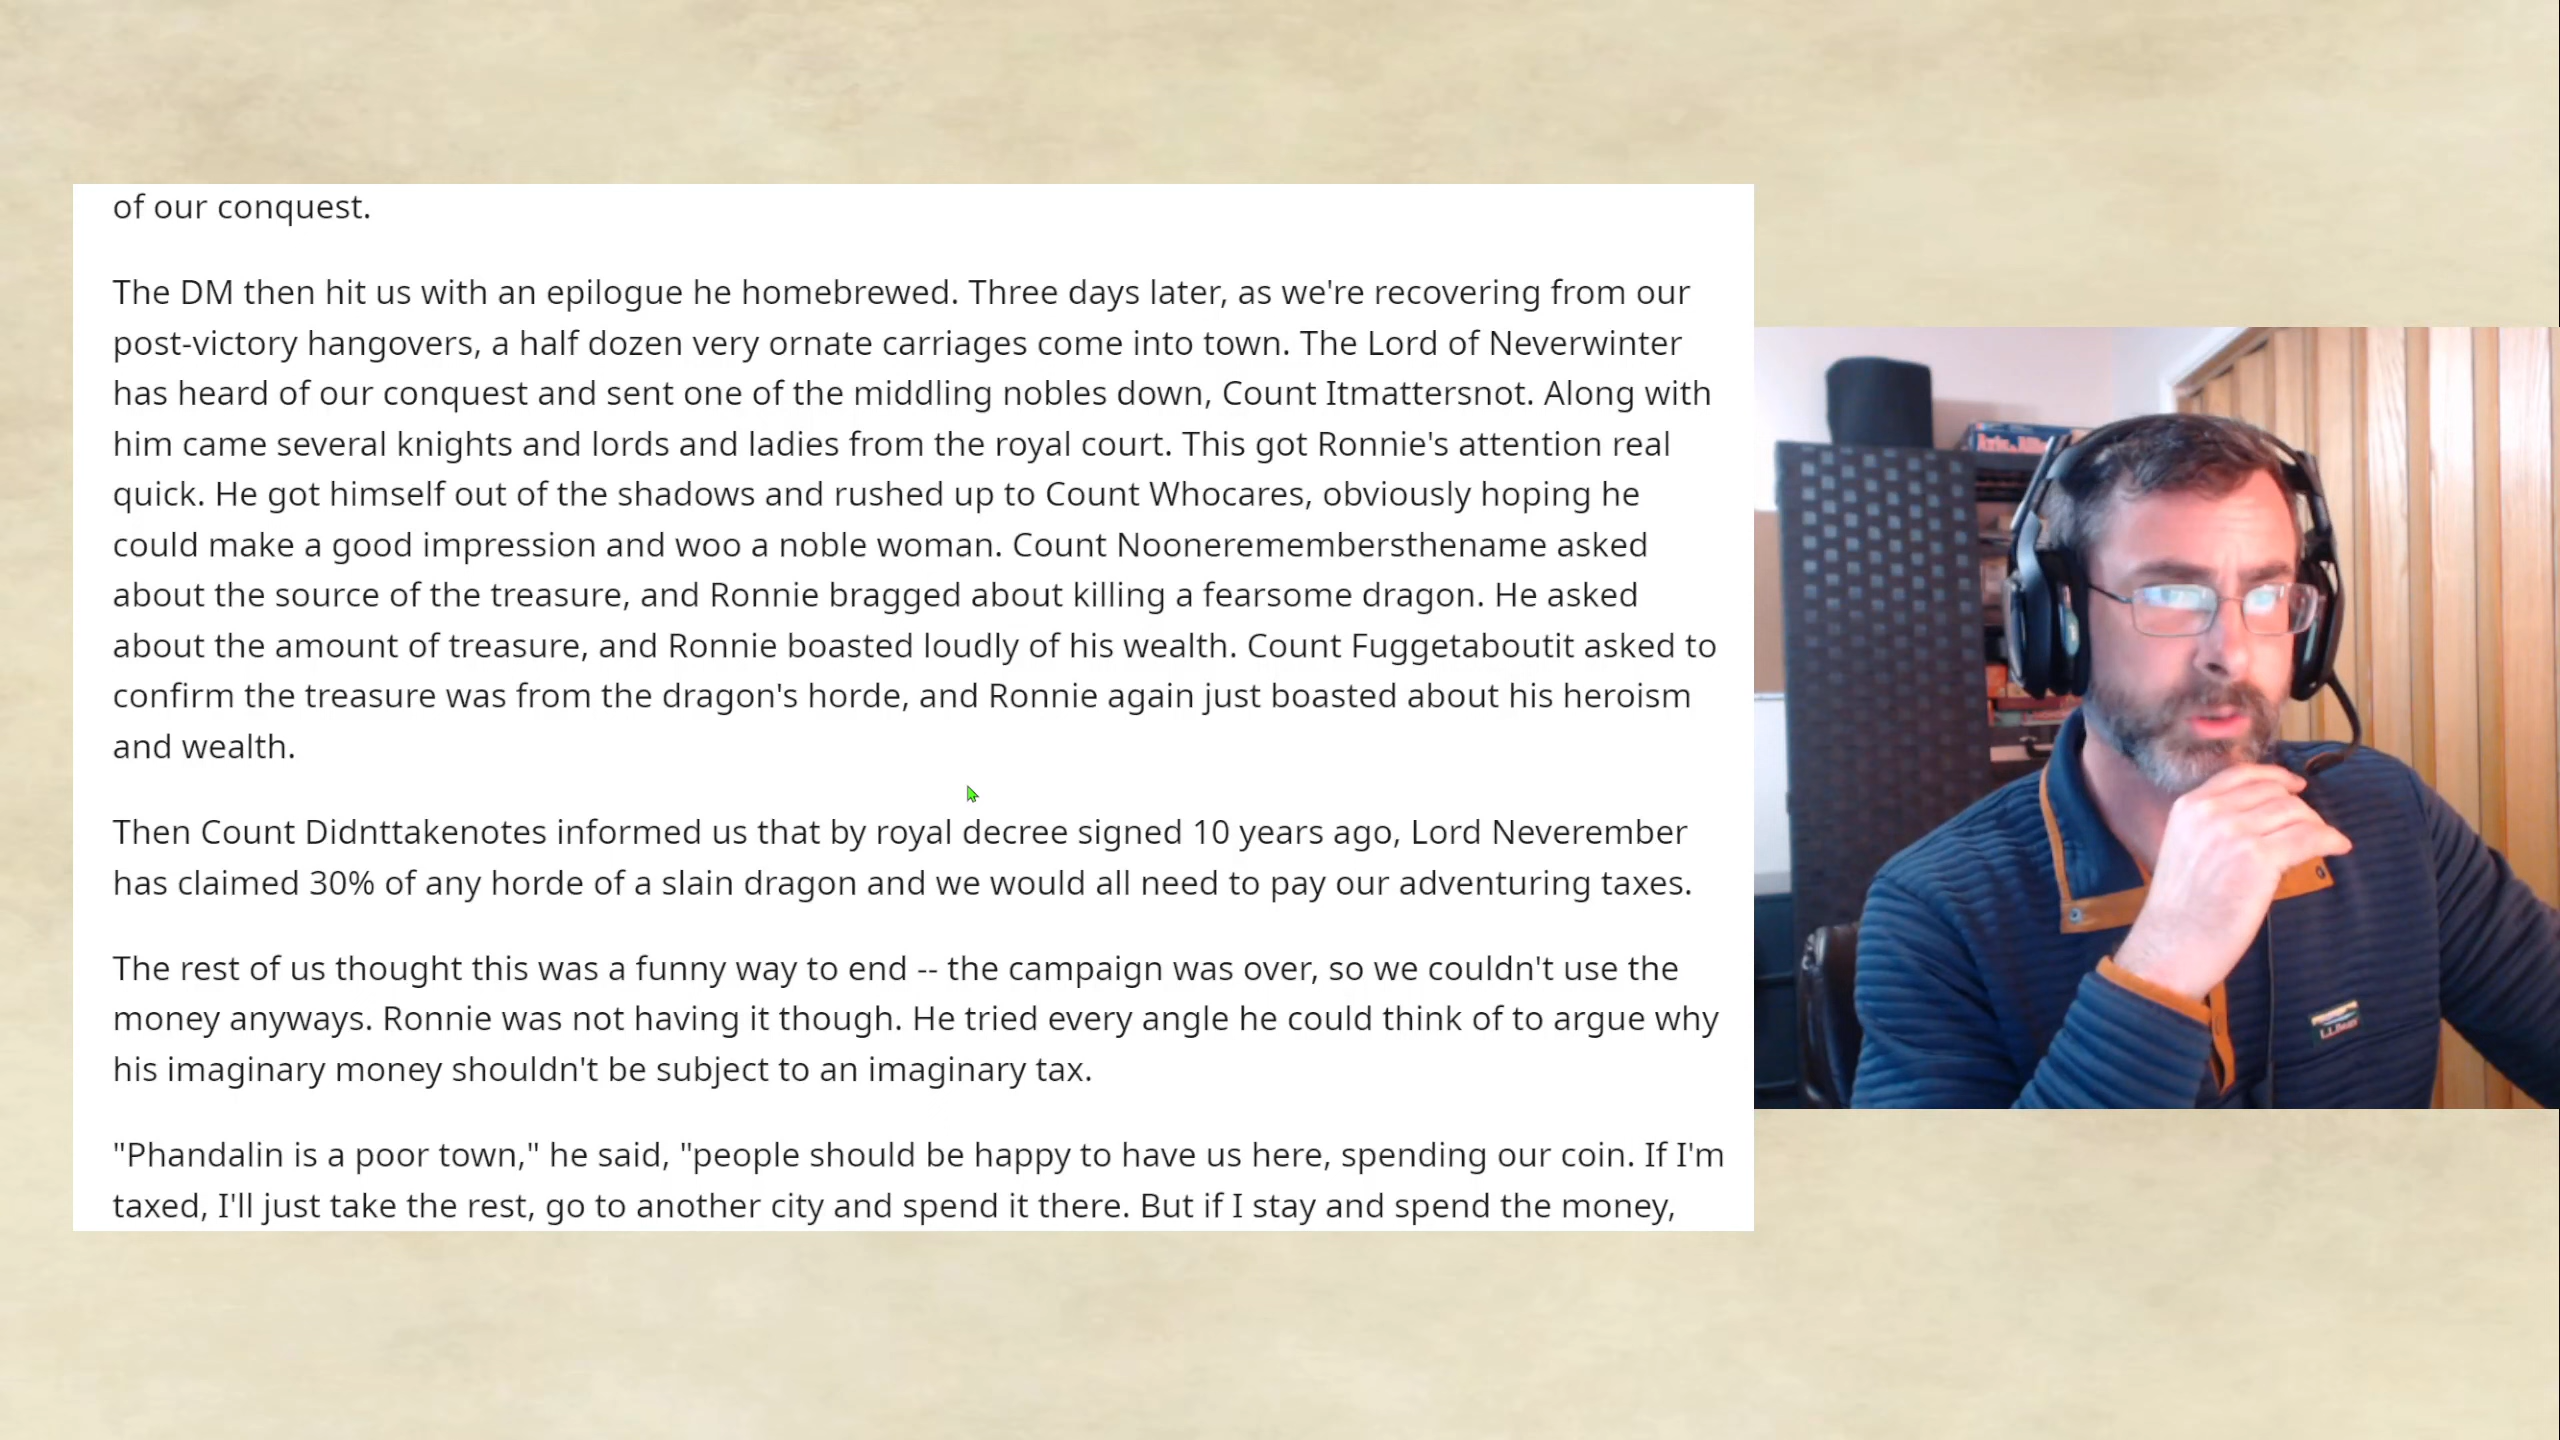 of our conquest.
The DM then hit us with an epilogue he homebrewed. Three days later, as we're recovering from our
post-victory hangovers, a half dozen very ornate carriages come into town. The Lord of Neverwinter
has heard of our conquest and sent one of the middling nobles down, Count Itmattersnot. Along with
him came several knights and lords and ladies from the royal court. This got Ronnie's attention real
quick. He got himself out of the shadows and rushed up to Count Whocares, obviously hoping he
could make a good impression and woo a noble woman. Count Nooneremembersthename asked
about the source of the treasure, and Ronnie bragged about killing a fearsome dragon. He asked
about the amount of treasure, and Ronnie boasted loudly of his wealth. Count Fuggetaboutit asked to
confirm the treasure was from the dragon's horde, and Ronnie again just boasted about his heroism
and wealth.
Then Count Didnttakenotes informed us that by royal decree signed 10 years ago, Lord Neverember
has claimed 30% of any horde of a slain dragon and we would all need to pay our adventuring taxes.
The rest of us thought this was a funny way to end -- the campaign was over, so we couldn't use the
money anyways. Ronnie was not having it though. He tried every angle he could think of to argue why
his imaginary money shouldn't be subject to an imaginary tax.
"Phandalin is a poor town," he said, "people should be happy to have us here, spending our coin. If I'm
taxed, I'll just take the rest, go to another city and spend it there. But if I stay and spend the money,
L.L.Bean